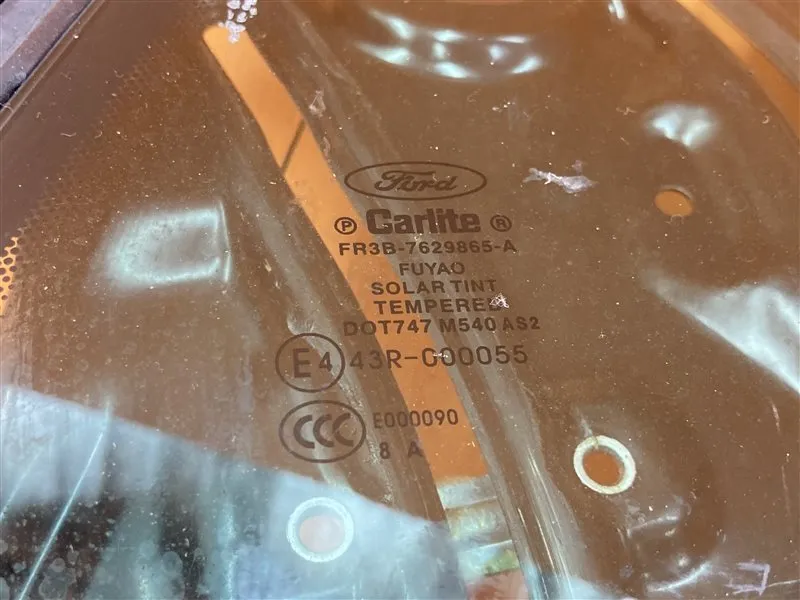 Ford
Ⓟ Carlite ®
FR3B-7629865-A
FUYAO
SOLAR TINT
TEMPERED
DOT747 M540 AS2
E4 43R-000055
CCC E000090
8 A